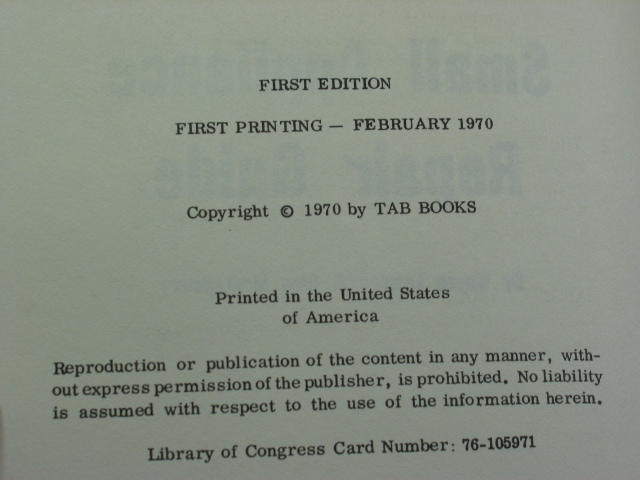 FIRST EDITION
FIRST PRINTING — FEBRUARY 1970
Copyright © 1970 by TAB BOOKS
Printed in the United States
of America
Reproduction or publication of the content in any manner, with-
out express permission of the publisher, is prohibited. No liability
is assumed with respect to the use of the information herein.
Library of Congress Card Number: 76-105971